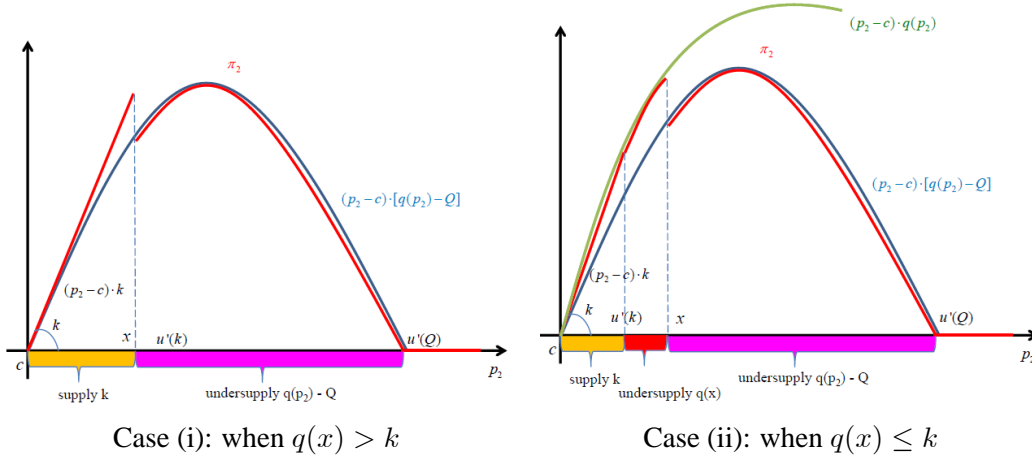 π₂
(p₂−c)·[q(p₂)−Q]
(p₂−c)·k
k
x
u'(k)
u'(Q)
c
p₂
supply k
undersupply q(p₂) - Q
Case (i): when q(x) > k
(p₂−c)·q(p₂)
π₂
(p₂−c)·[q(p₂)−Q]
(p₂−c)·k
k
u'(k)
x
u'(Q)
c
p₂
supply k
undersupply q(x)
undersupply q(p₂) - Q
Case (ii): when q(x) ≤ k